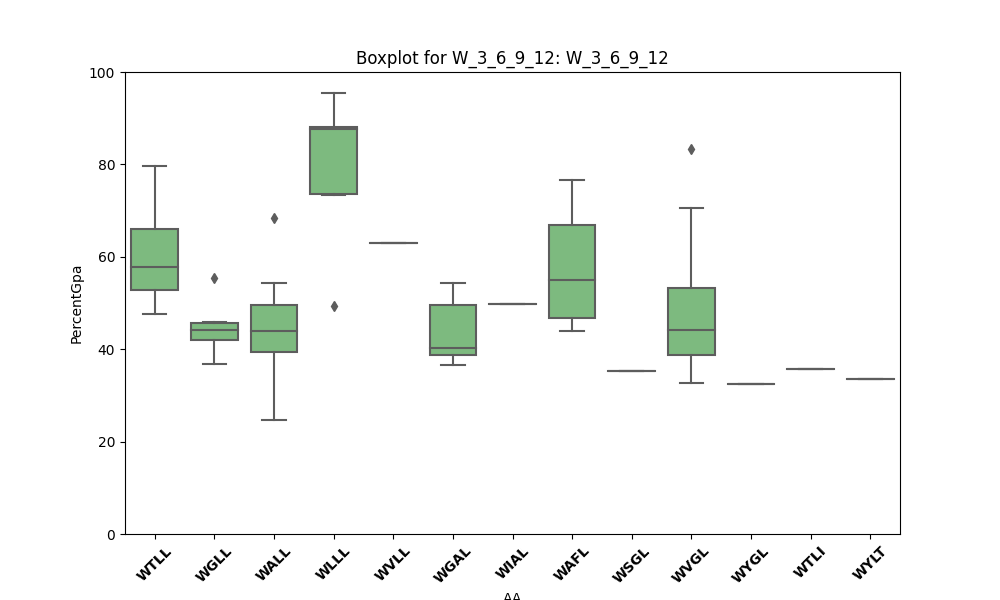 Boxplot for W_3_6_9_12: W_3_6_9_12
PercentGpa
100
80
60
40
20
0
WTLL
WGLL
WALL
WLLL
WVLL
WGAL
WIAL
WAFL
WSGL
WVGL
WYGL
WTLI
WYLT
AA